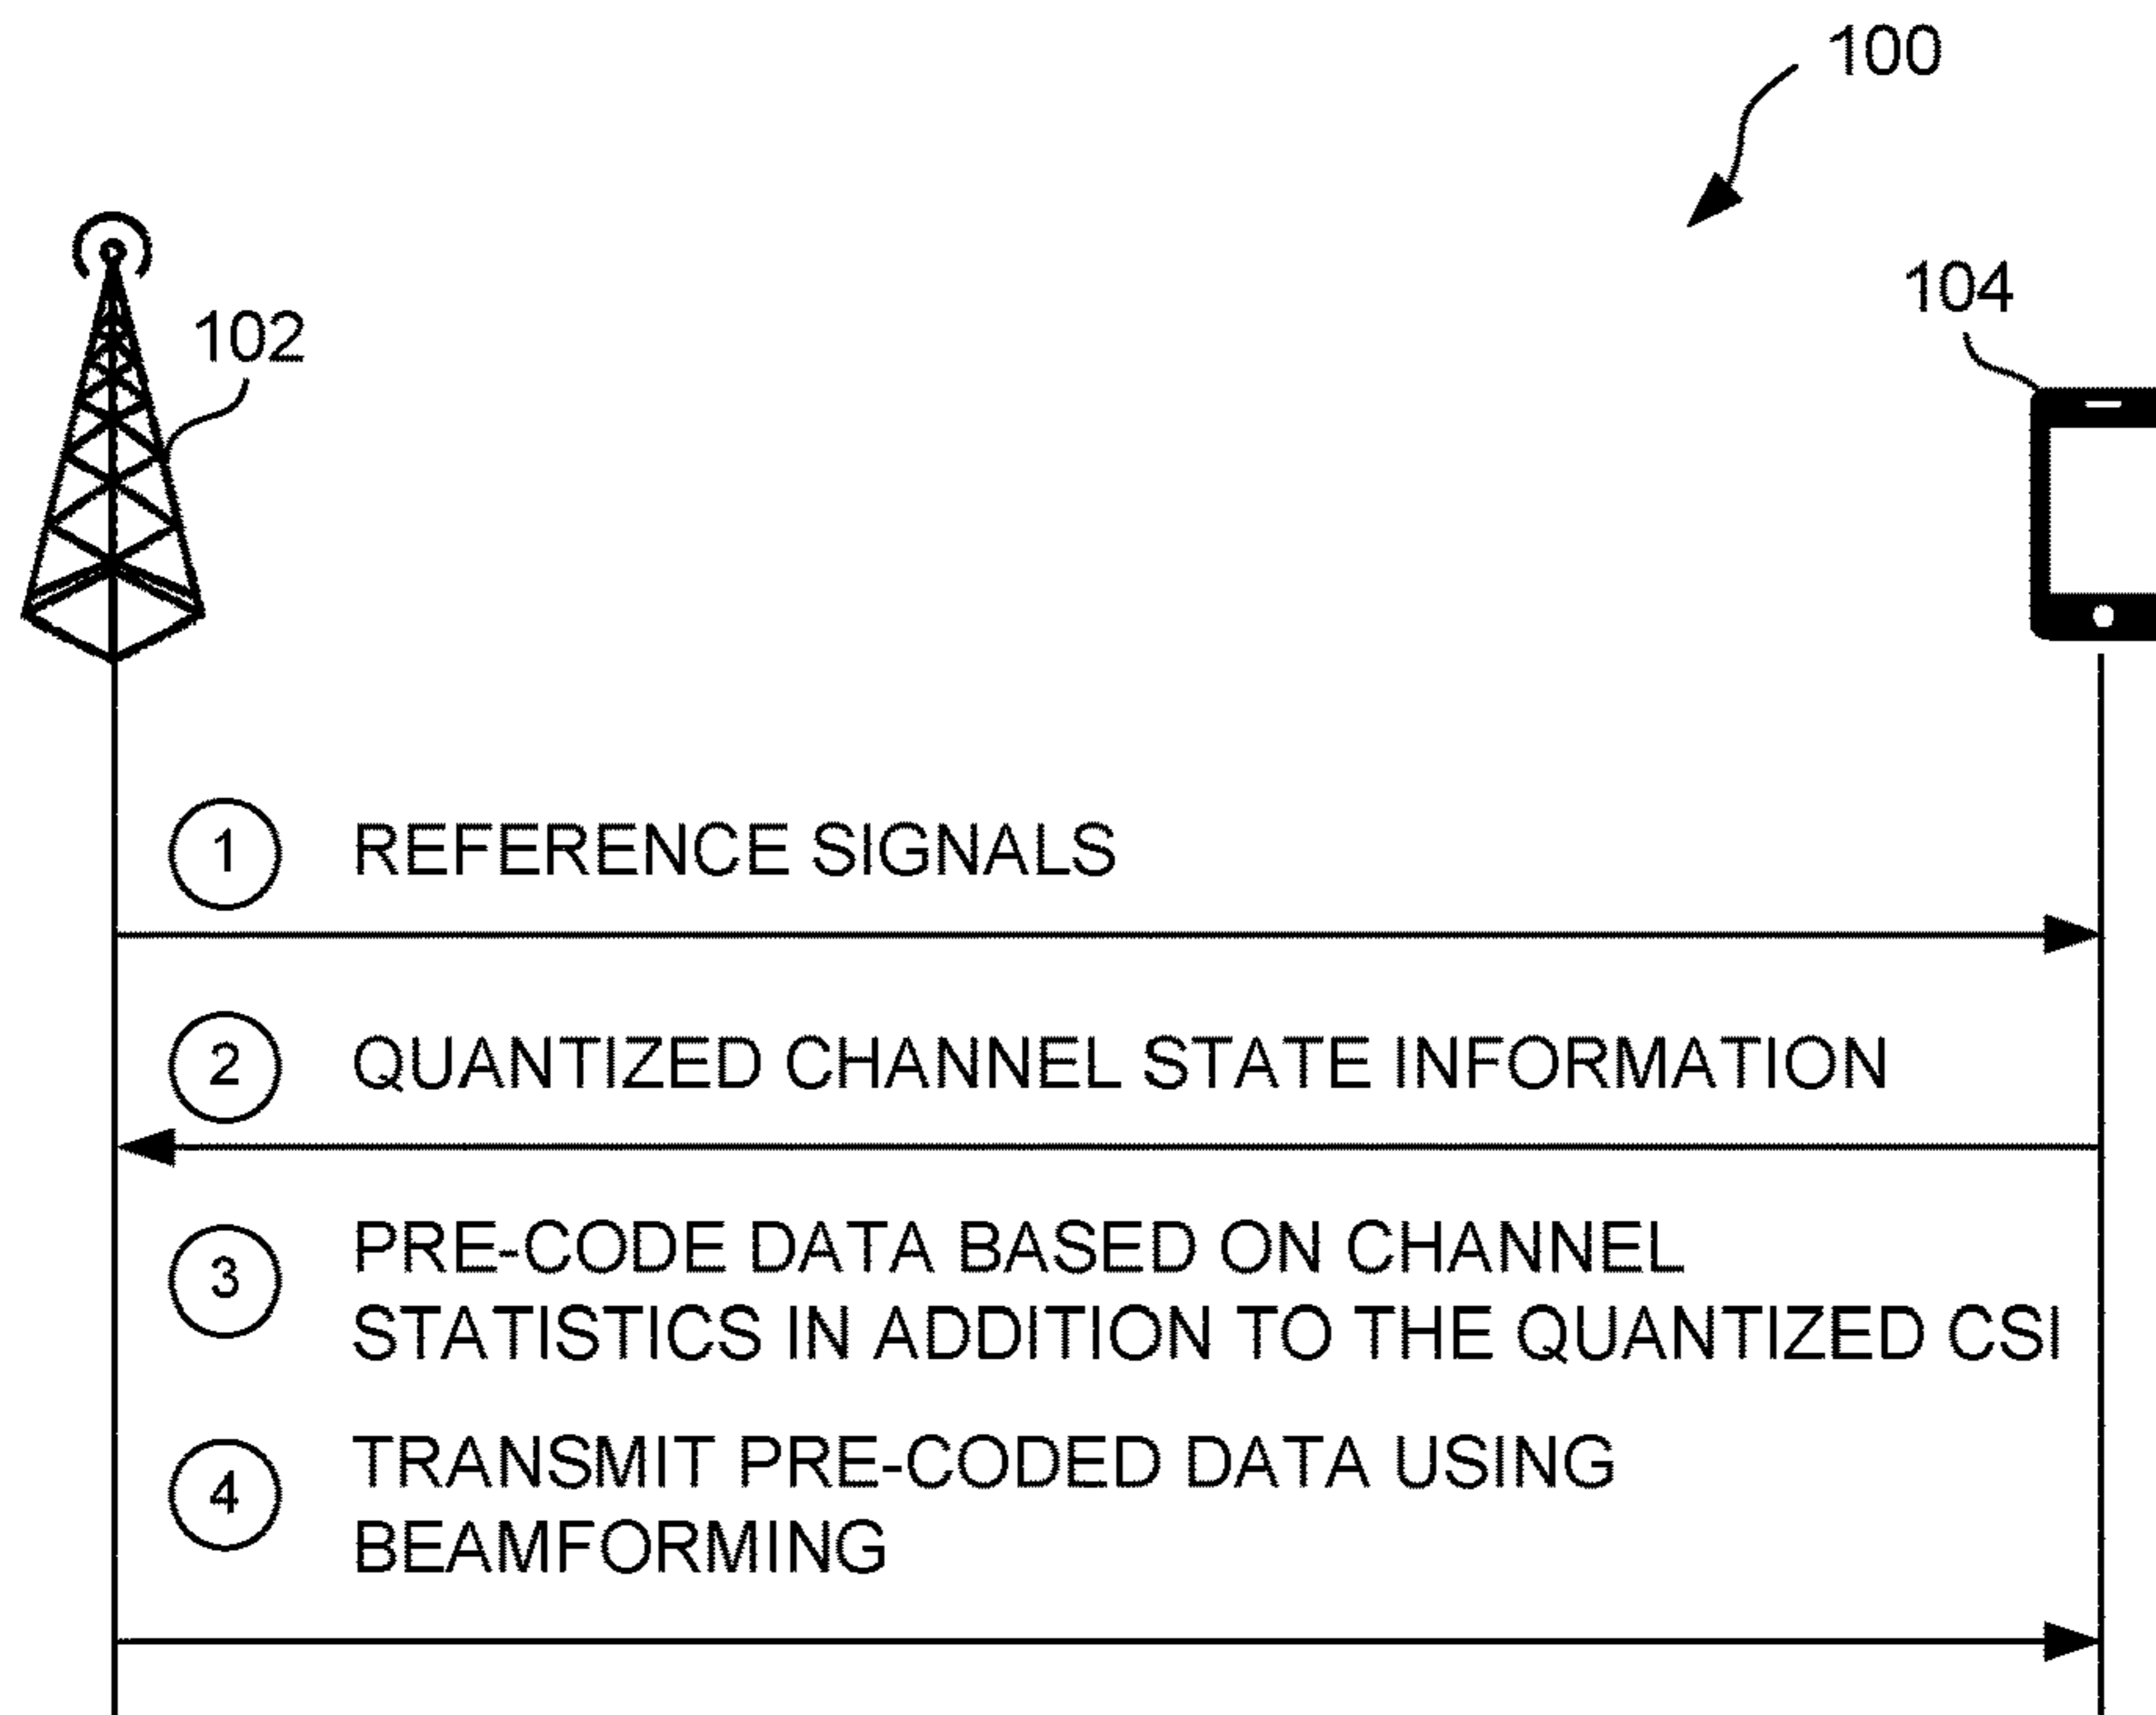 100
102
104
1 REFERENCE SIGNALS
2 QUANTIZED CHANNEL STATE INFORMATION
3 PRE-CODE DATA BASED ON CHANNEL
STATISTICS IN ADDITION TO THE QUANTIZED CSI
4 TRANSMIT PRE-CODED DATA USING
BEAMFORMING